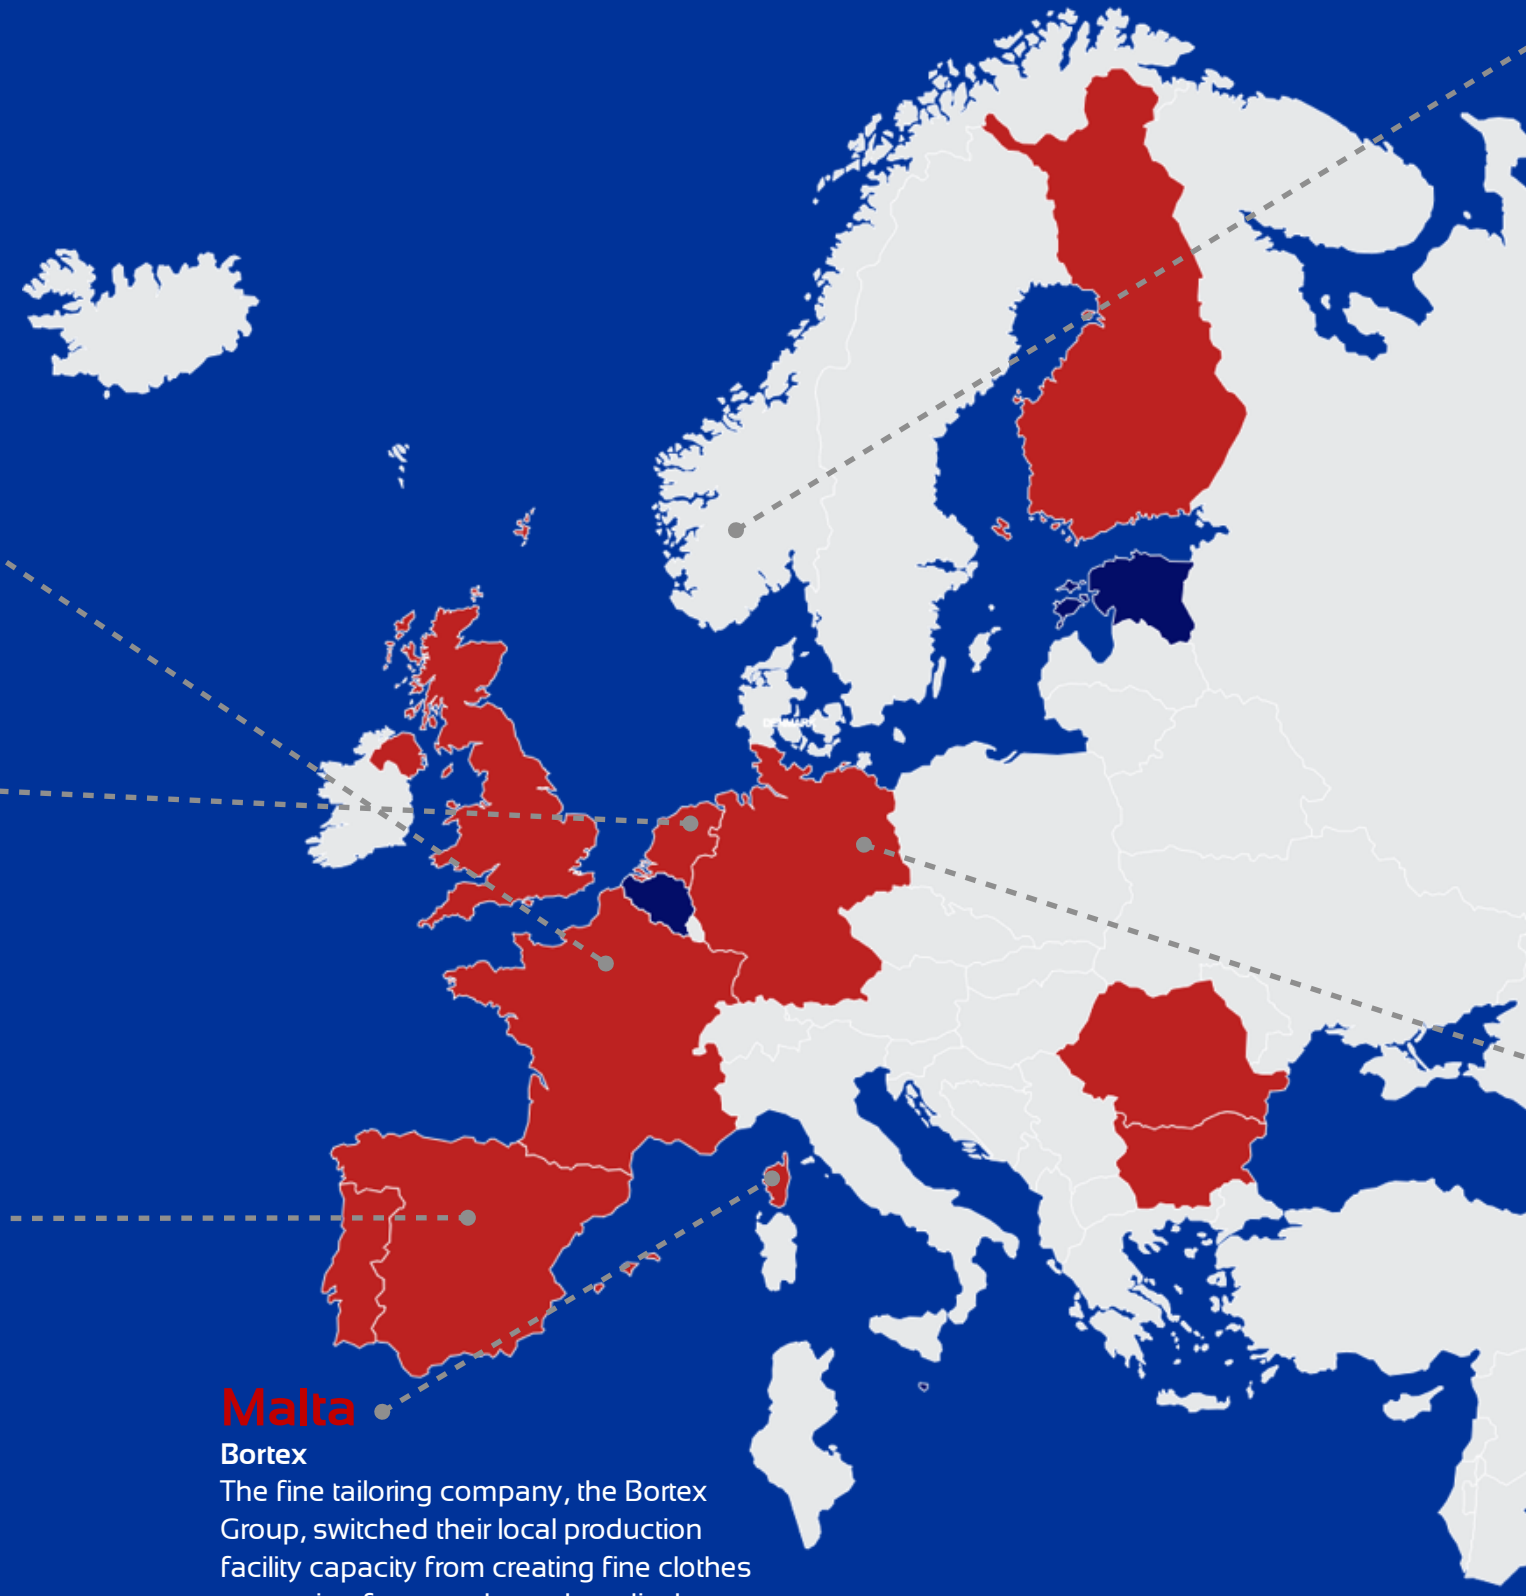 DENMARK
Malta
Bortex
The fine tailoring company, the Bortex
Group, switched their local production
facility capacity from creating fine clothes